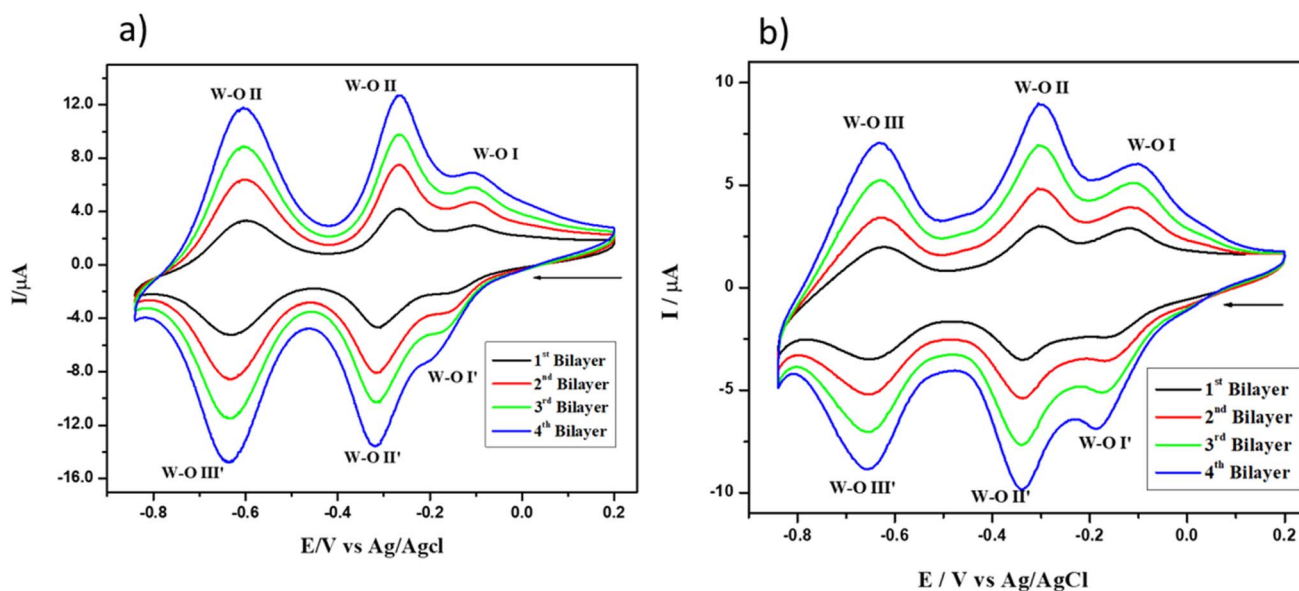 a)
W-O II
W-O II
W-O I
12.0
8.0
4.0
0.0
-4.0
-8.0
-12.0
-16.0
I/μA
W-O I'
W-O II'
W-O III'
1st Bilayer
2nd Bilayer
3rd Bilayer
4th Bilayer
-0.8 -0.6 -0.4 -0.2 0.0 0.2
E/V vs Ag/Agcl
b)
W-O III
W-O II
W-O I
10
5
0
-5
-10
I / μA
W-O I'
W-O II'
W-O III'
1st Bilayer
2nd Bilayer
3rd Bilayer
4th Bilayer
-0.8 -0.6 -0.4 -0.2 0.0 0.2
E / V vs Ag/AgCl